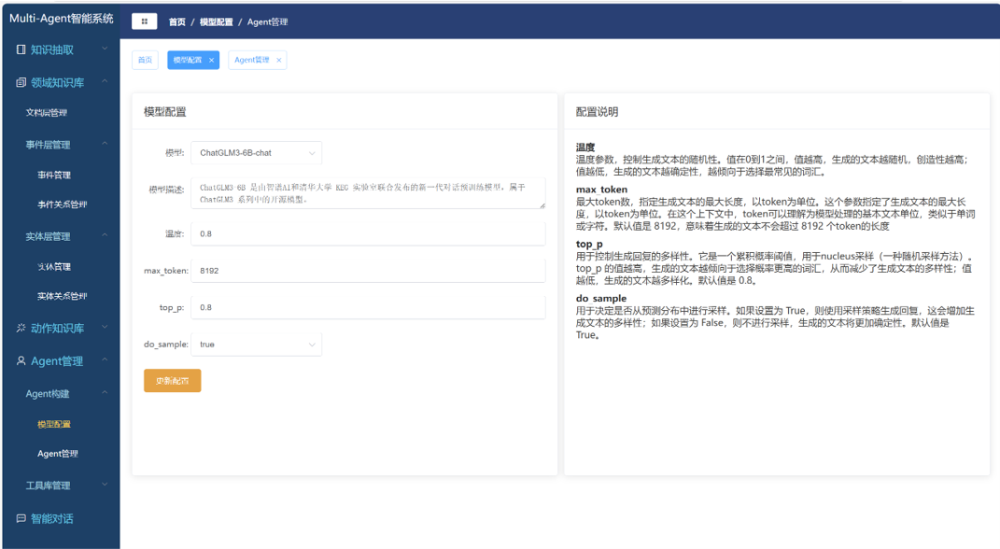 Multi-Agent智能系统
首页 / 模型配置 / Agent管理
知识抽取
领域知识库
文档层管理
事件层管理
事件管理
事件关系管理
实体层管理
实体管理
实体关系管理
动作知识库
Agent管理
Agent构建
模型配置
Agent管理
工具库管理
智能对话
首页
模型配置 ×
Agent管理 ×
模型配置
模型: ChatGLM3-6B-chat
模型描述: ChatGLM3-6B 是由智谱AI和清华大学 KEG 实验室联合发布的新一代对话预训练模型。属于
ChatGLM3 系列中的开源模型。
温度: 0.8
max_token: 8192
top_p: 0.8
do_sample: true
更新配置
配置说明
温度
温度参数，控制生成文本的随机性。值在0到1之间，值越高，生成的文本越随机，创造性越高；
值越低，生成的文本越确定性，越倾向于选择最常见的词汇。
max_token
最大token数，指定生成文本的最大长度，以token为单位。这个参数指定了生成文本的最大长
度，以token为单位。在这个上下文中，token可以理解为模型处理的基本文本单位，类似于单词
或字符。默认值是 8192，意味着生成的文本不会超过 8192 个token的长度
top_p
用于控制生成回复的多样性。它是一个累积概率阈值，用于nucleus采样（一种随机采样方法）。
top_p 的值越高，生成的文本越倾向于选择概率更高的词汇，从而减少了生成文本的多样性；值
越低，生成的文本越多样化。默认值是 0.8。
do_sample
用于决定是否从预测分布中进行采样。如果设置为 True，则使用采样策略生成回复，这会增加生
成文本的多样性；如果设置为 False，则不进行采样，生成的文本将更加确定性。默认值是
True。